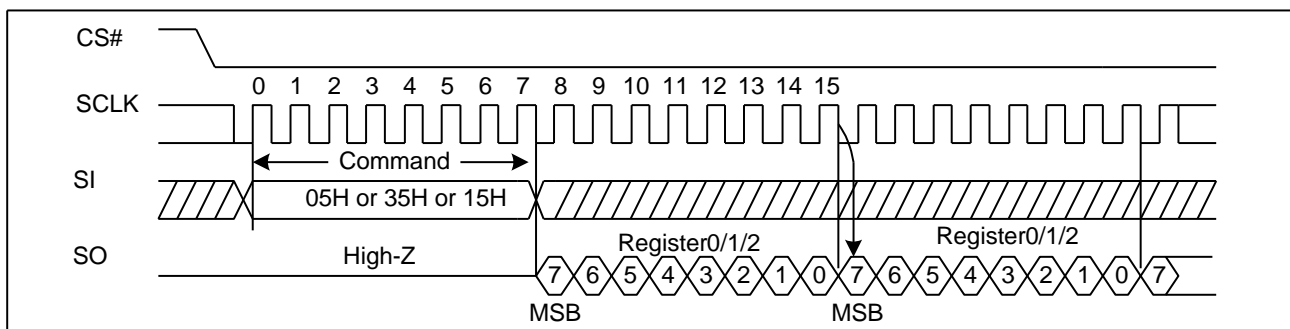 CS#
0 1 2 3 4 5 6 7 8 9 10 11 12 13 14 15
SCLK
Command
SI
05H or 35H or 15H
Register0/1/2 Register0/1/2
SO High-Z
7 6 5 4 3 2 1 0 7 6 5 4 3 2 1 0 7
MSB MSB